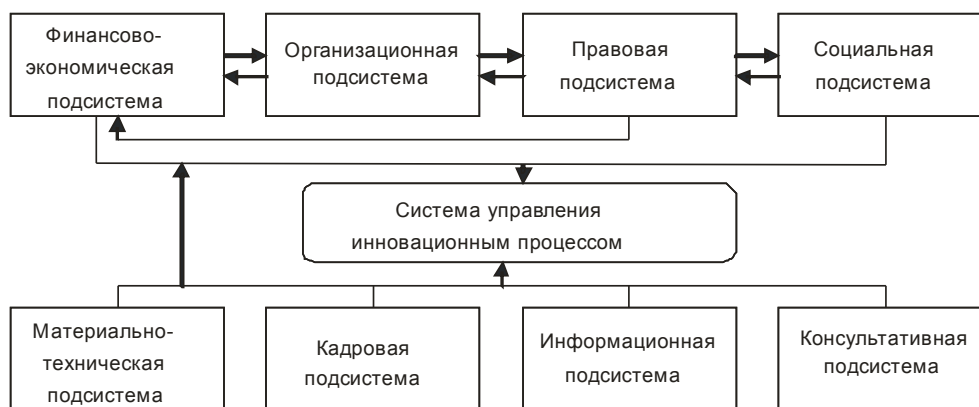 Финансово-
экономическая
подсистема
Организационная
подсистема
Правовая
подсистема
Социальная
подсистема
Система управления
инновационным процессом
Материально-
техническая
подсистема
Кадровая
подсистема
Информационная
подсистема
Консультативная
подсистема